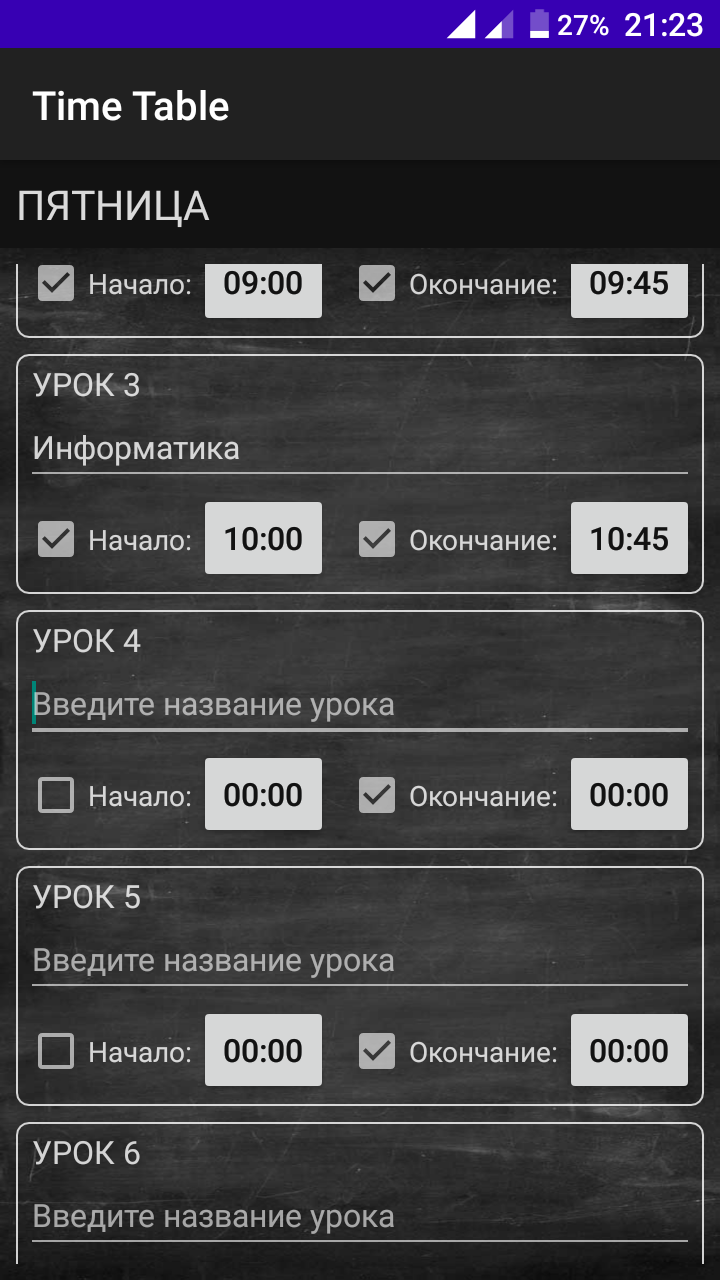 27% 21:23
Time Table
ПЯТНИЦА
Начало: 09:00 Окончание: 09:45
УРОК 3
Информатика
Начало: 10:00 Окончание: 10:45
УРОК 4
Введите название урока
Начало: 00:00 Окончание: 00:00
УРОК 5
Введите название урока
Начало: 00:00 Окончание: 00:00
УРОК 6
Введите название урока